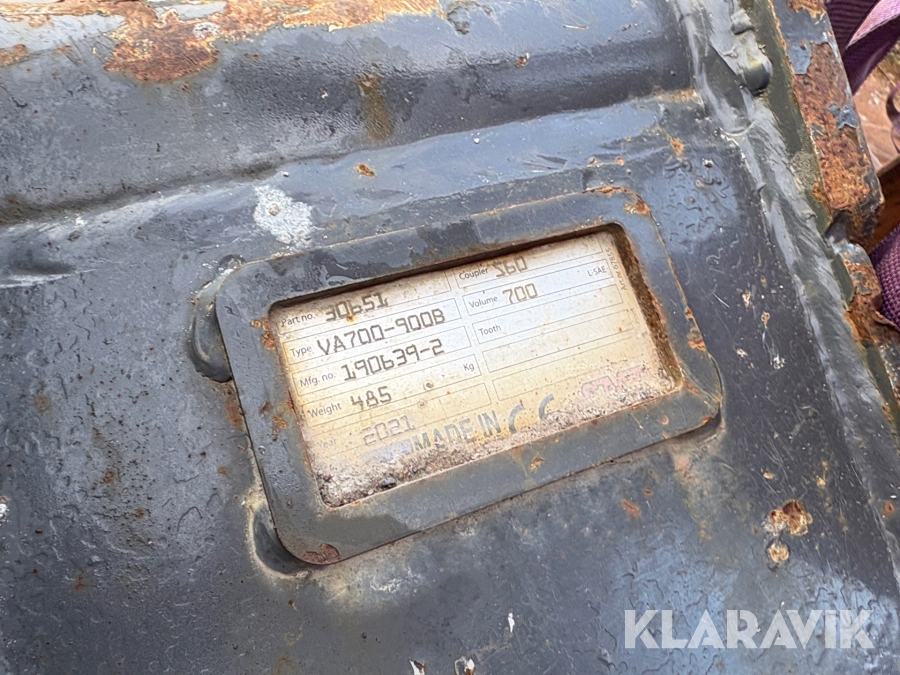 Part no. 30651 Coupler S60
Type VA700-900B Volume 700 L-SAE
Mfg. no. 190639-2 Tooth
Weight 485 Kg
2021
MADE IN CE
KLARAVIK